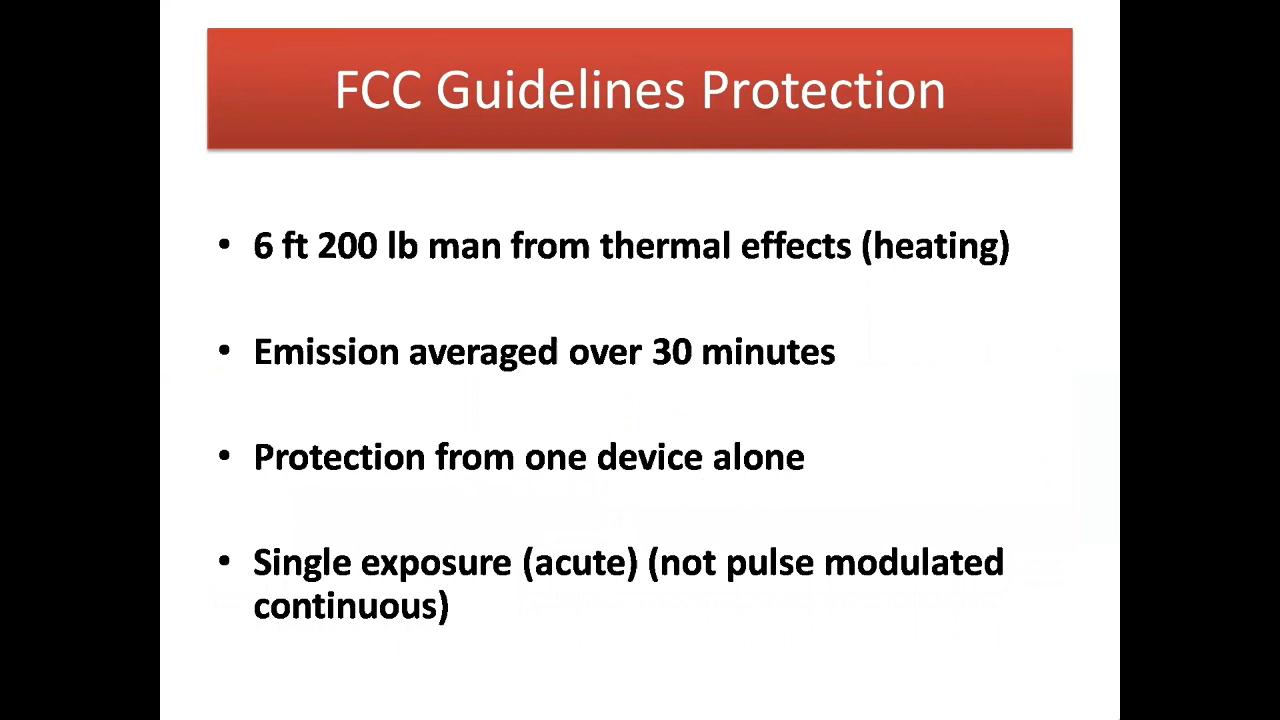 FCC Guidelines Protection
• 6 ft 200 lb man from thermal effects (heating)
• Emission averaged over 30 minutes
• Protection from one device alone
• Single exposure (acute) (not pulse modulated
continuous)